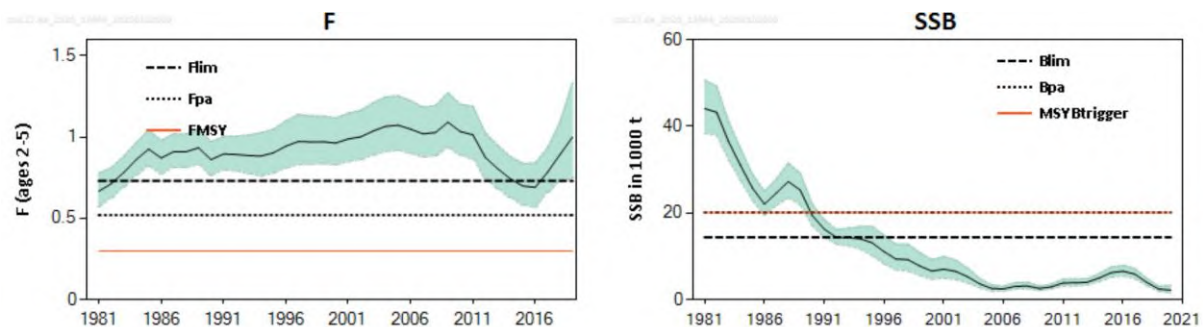 F
F (ages 2-5)
1.5
1
0.5
0
Flim
Fpa
FMSY
1981 1986 1991 1996 2001 2006 2011 2016
SSB
SSB in 1000 t
60
40
20
0
Blim
Bpa
MSYBtrigger
1981 1986 1991 1996 2001 2006 2011 2016 2021